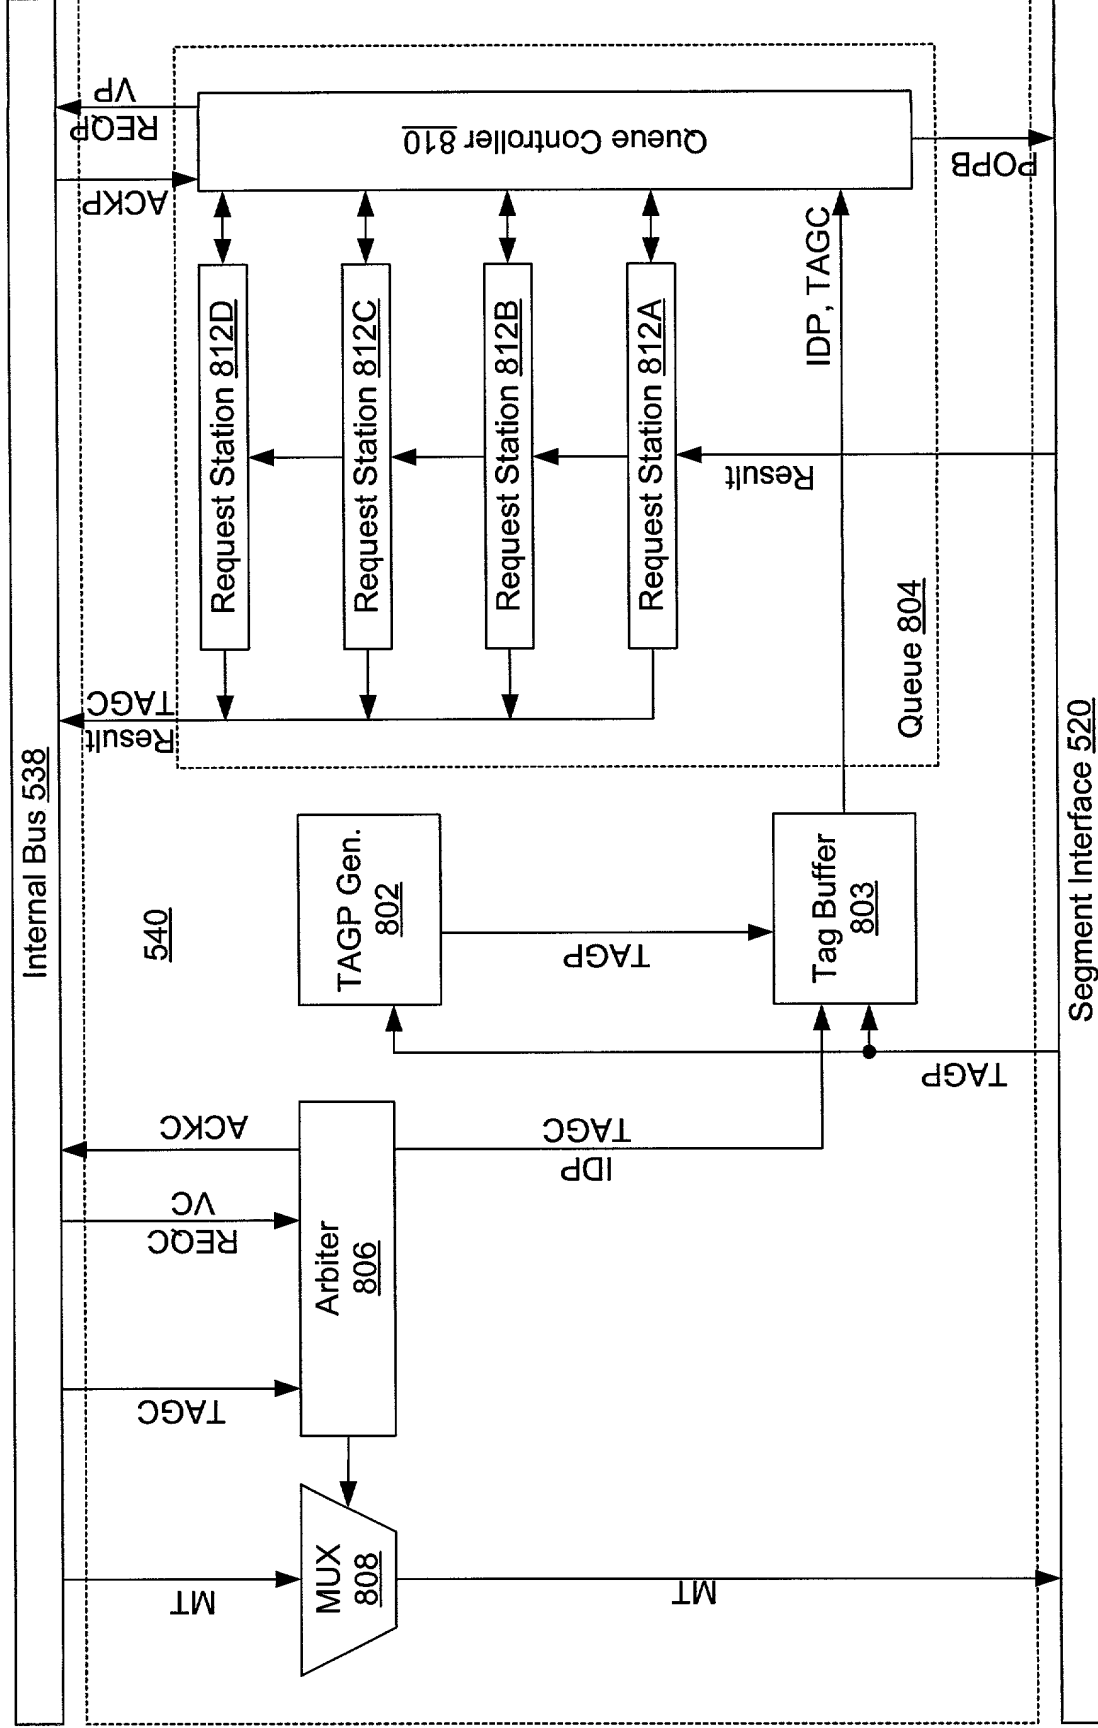 Internal Bus 538
540
MT
TAGC
REQC
VC
ACKC
Result
TAGC
ACKP
REQP
VP
MUX
808
Arbiter
806
TAGP Gen.
802
Request Station 812D
Request Station 812C
Request Station 812B
Request Station 812A
Queue Controller 810
MT
IDP
TAGC
TAGP
TAGP
Tag Buffer
803
Queue 804
Result
IDP, TAGC
POPB
Segment Interface 520